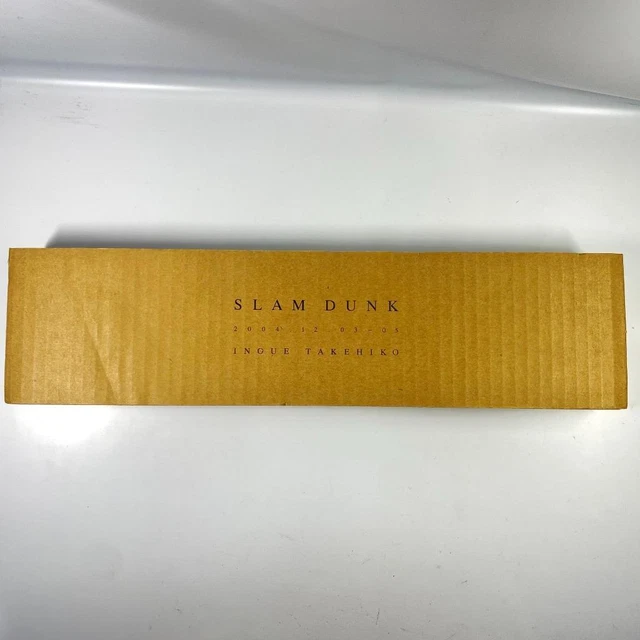 SLAM DUNK
2004 12 03-05
INOUE TAKEHIKO